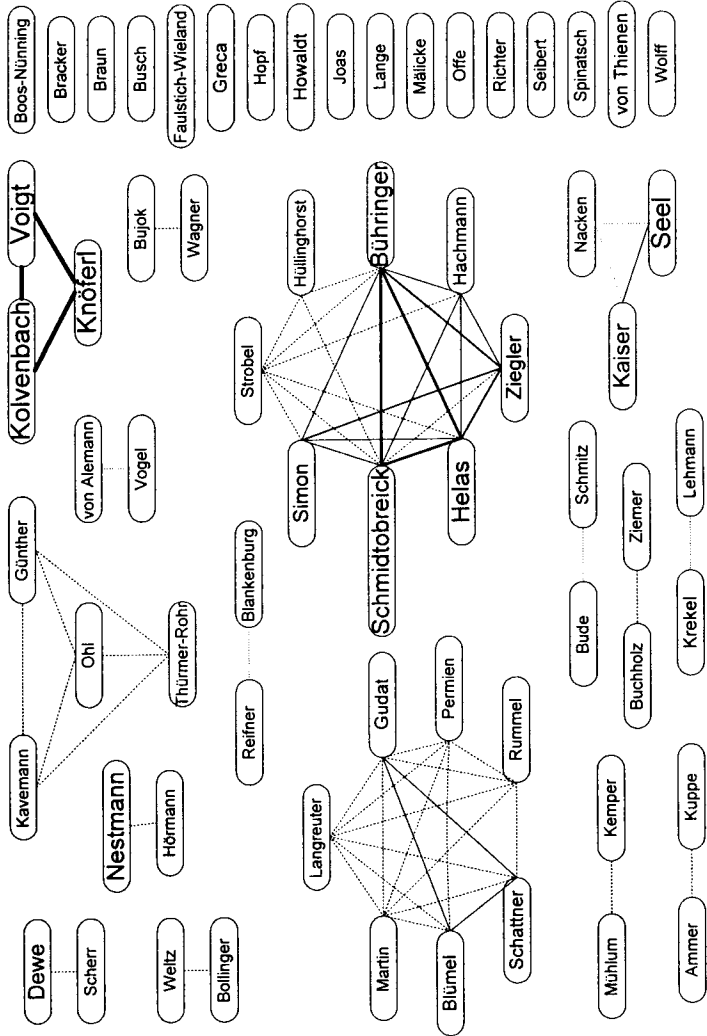 Boos-Nünning
Bracker
Braun
Busch
Faulstich-Wieland
Greca
Hopf
Howaldt
Joas
Lange
Mälicke
Offe
Richter
Seibert
Spinatsch
von Thienen
Wolff
Kolvenbach
Voigt
Knöferl
Bujok
Wagner
von Alemann
Vogel
Günther
Ohl
Thürmer-Rohr
Kavemann
Nestmann
Hörmann
Dewe
Scherr
Weltz
Bollinger
Reifner
Blankenburg
Strobel
Hüllinghorst
Bühringer
Hachmann
Ziegler
Helas
Schmidtobreick
Simon
Langreuter
Gudat
Permien
Rummel
Schattner
Blümel
Martin
Nacken
Kaiser
Seel
Bude
Schmitz
Buchholz
Ziemer
Krekel
Lehmann
Mühlum
Kemper
Ammer
Kuppe